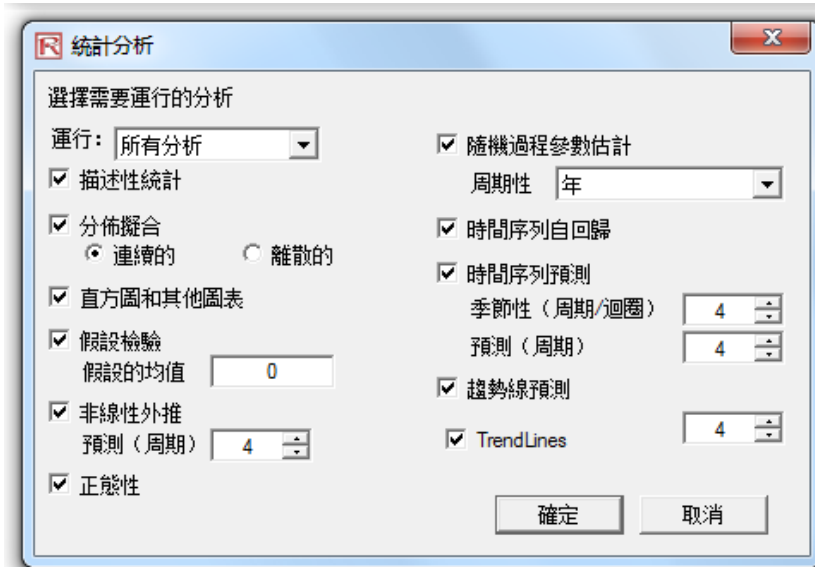 R 統計分析
選擇需要運行的分析
運行: 所有分析
描述性統計
分佈擬合
連續的 離散的
直方圖和其他圖表
假設檢驗
假設的均值 0
非線性外推
預測（周期） 4
正態性
隨機過程參數估計
周期性 年
時間序列自回歸
時間序列預測
季節性（周期/迴圈） 4
預測（周期） 4
趨勢線預測
TrendLines 4
確定 取消